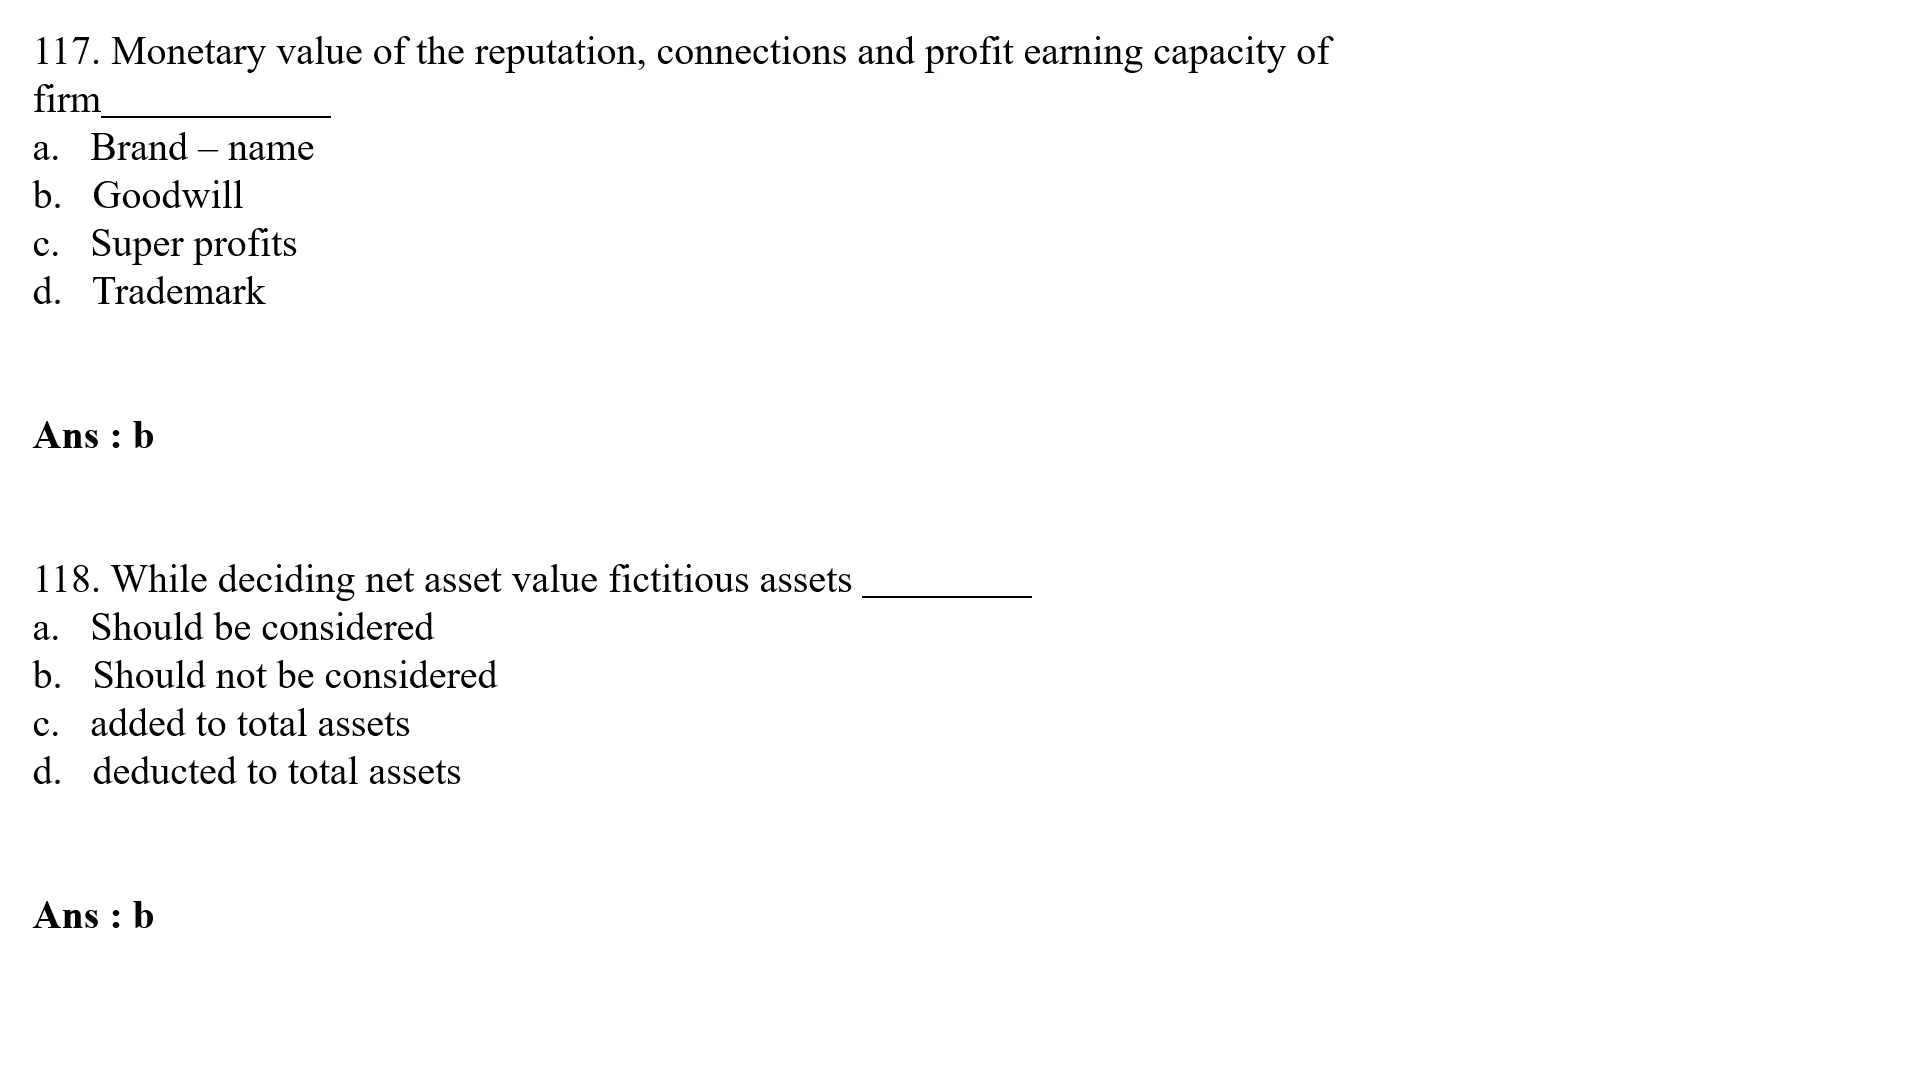 117. Monetary value of the reputation, connections and profit earning capacity of
firm___________
a. Brand – name
b. Goodwill
c. Super profits
d. Trademark
Ans : b
118. While deciding net asset value fictitious assets ________
a. Should be considered
b. Should not be considered
c. added to total assets
d. deducted to total assets
Ans : b